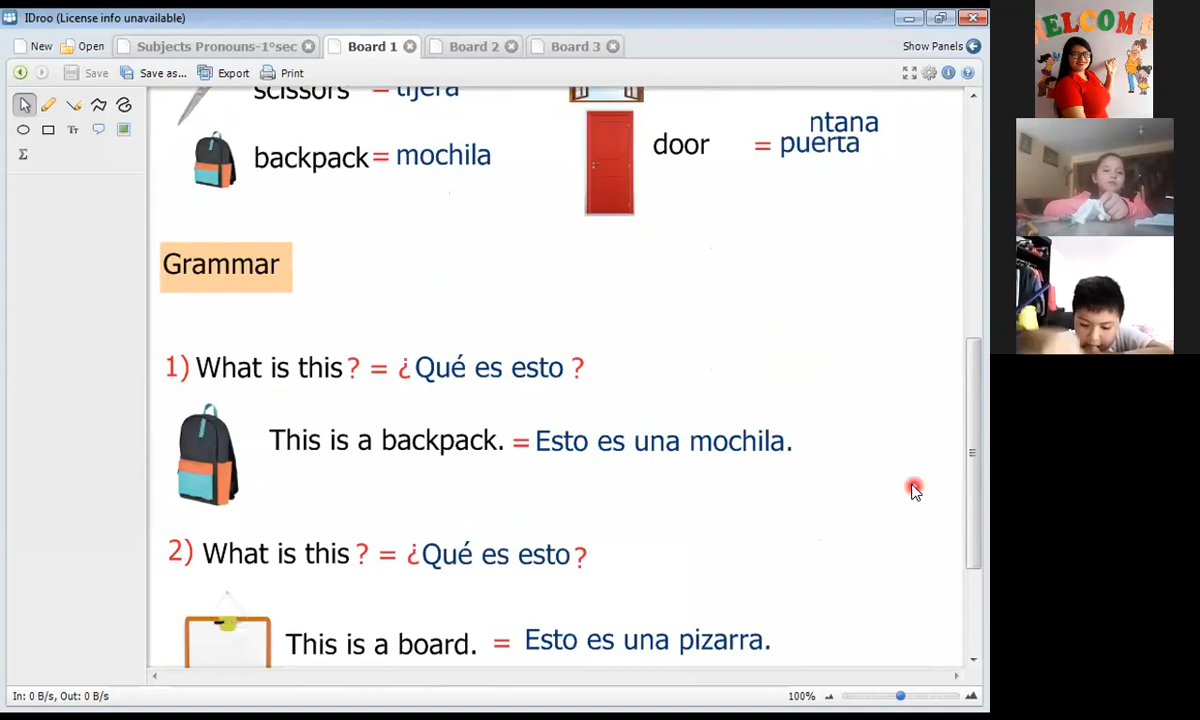 IDroo (License info unavailable)
New Open Subjects Pronouns-1°sec Board 1 Board 2 Board 3 Show Panels
Save Save as... Export Print
Tт
Σ
scissors = tijera
ntana
backpack = mochila door = puerta
Grammar
1) What is this? = ¿Qué es esto?
This is a backpack. = Esto es una mochila.
2) What is this? = ¿Qué es esto?
This is a board. = Esto es una pizarra.
In: 0 B/s, Out: 0 B/s 100%
WELCOME